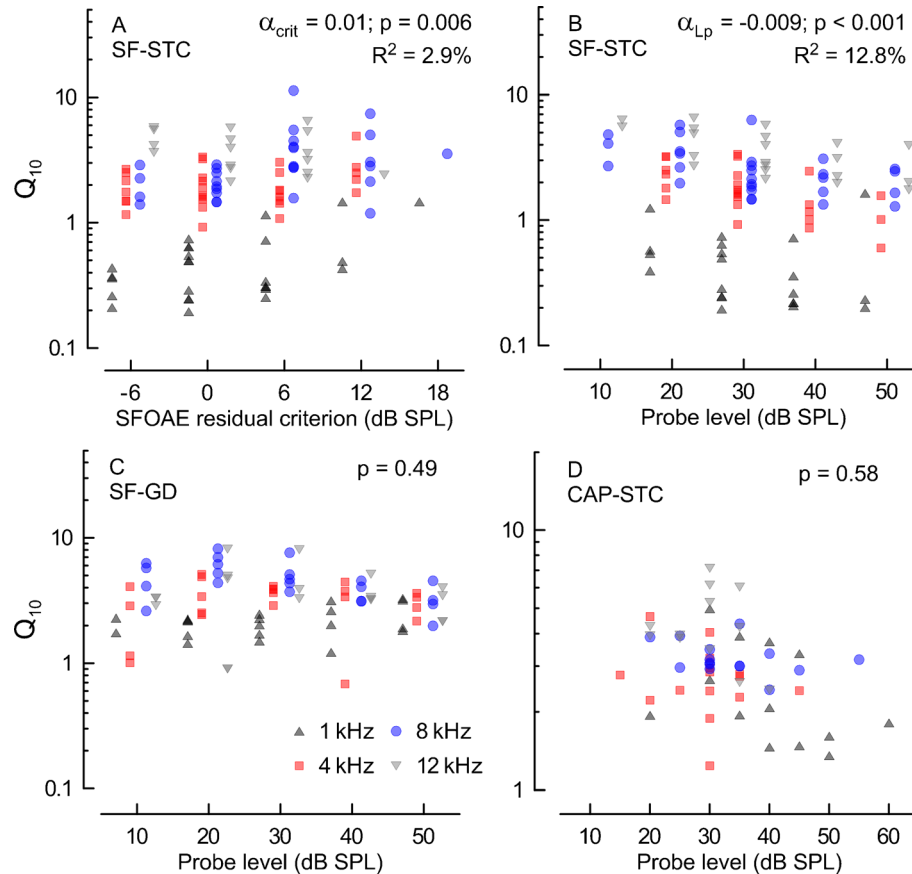 A
SF-STC
α_crit = 0.01; p = 0.006
R² = 2.9%
Q₁₀
10
1
0.1
-6 0 6 12 18
SFOAE residual criterion (dB SPL)
B
SF-STC
α_Lp = -0.009; p < 0.001
R² = 12.8%
10
1
0.1
10 20 30 40 50
Probe level (dB SPL)
C
SF-GD
p = 0.49
Q₁₀
10
1
0.1
1 kHz 8 kHz
4 kHz 12 kHz
10 20 30 40 50
Probe level (dB SPL)
D
CAP-STC
p = 0.58
10
1
10 20 30 40 50 60
Probe level (dB SPL)